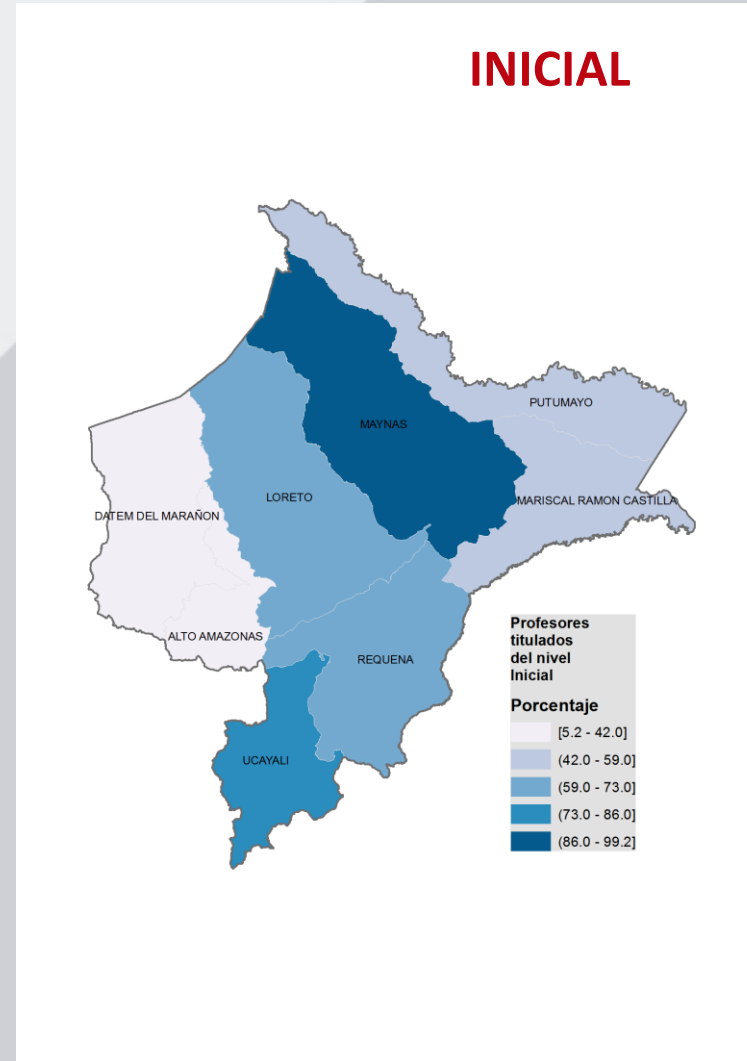 INICIAL
PUTUMAYO
MAYNAS
LORETO
MARISCAL RAMON CASTILLA
DATEM DEL MARAÑON
ALTO AMAZONAS
REQUENA
UCAYALI
Profesores
titulados
del nivel
Inicial
Porcentaje
[5.2 - 42.0]
(42.0 - 59.0]
(59.0 - 73.0]
(73.0 - 86.0]
(86.0 - 99.2]